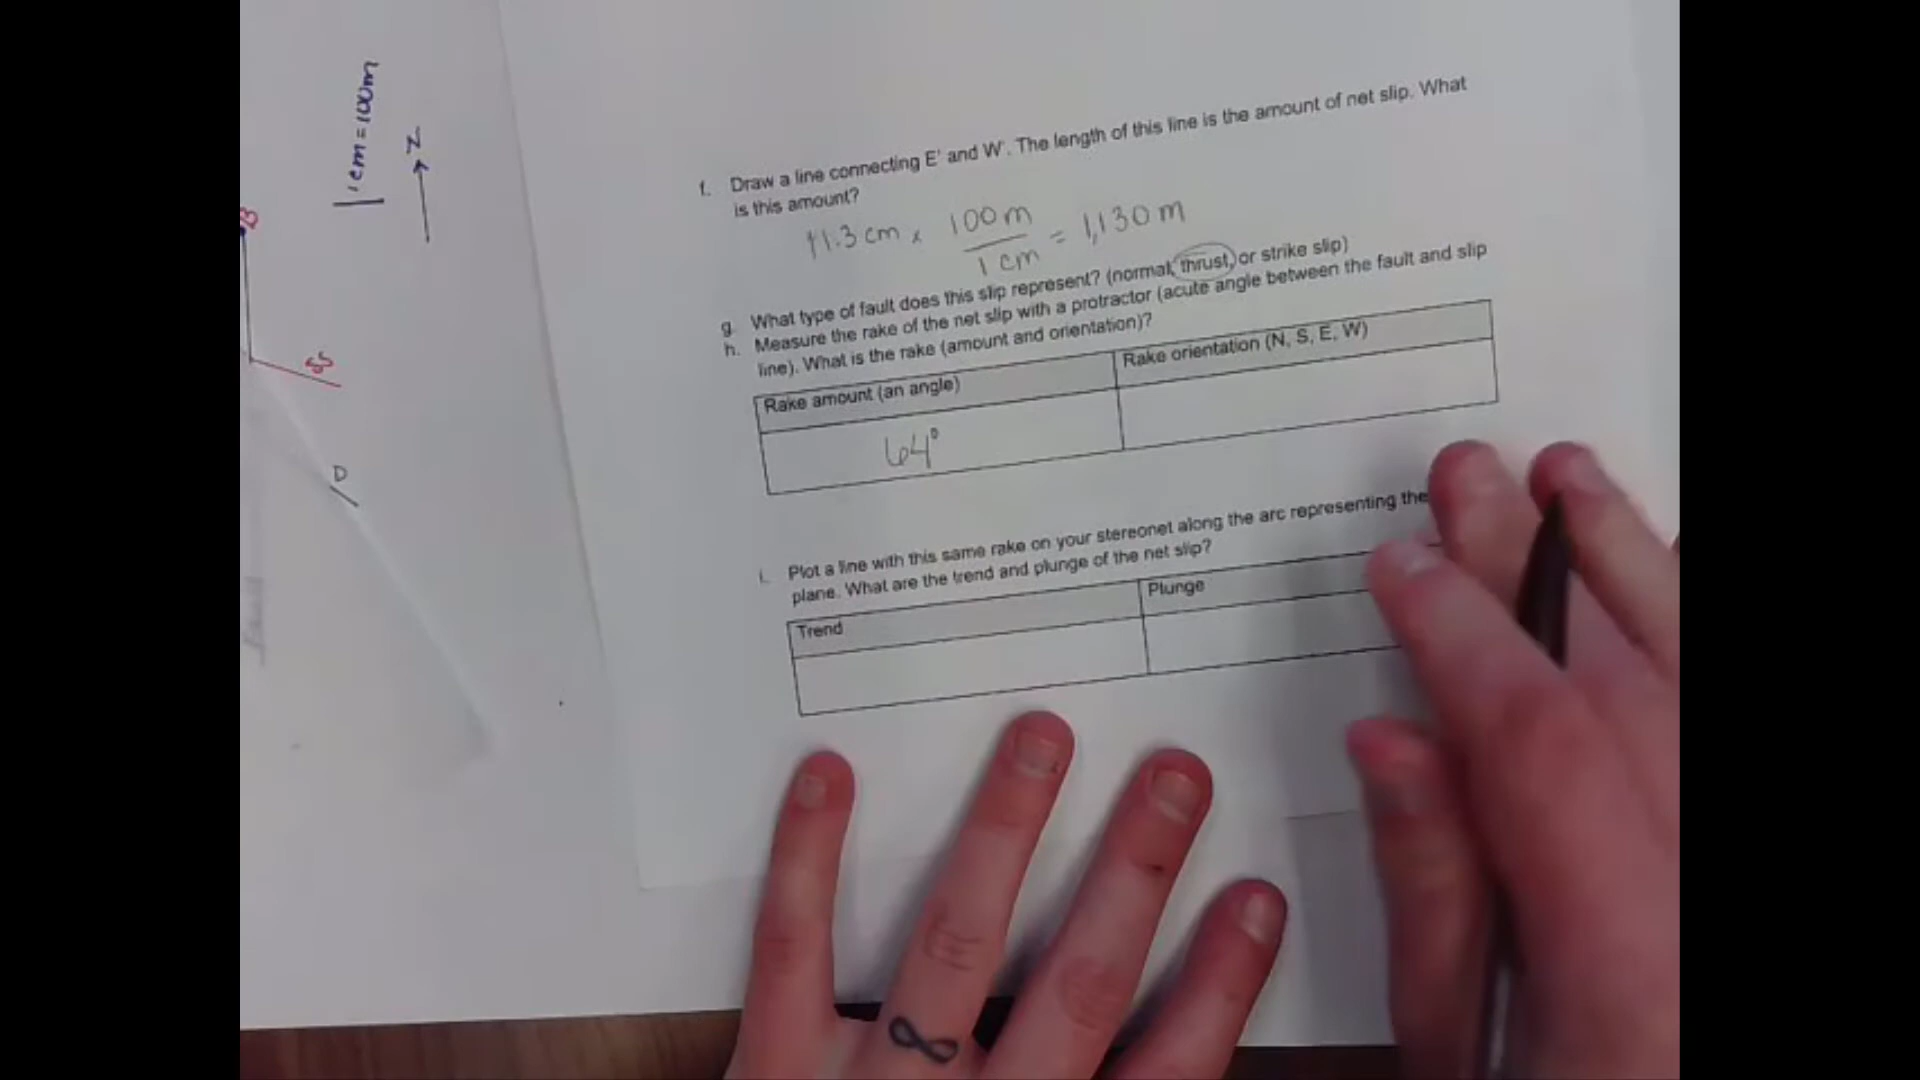 1cm = 100m
N
B
D
f. Draw a line connecting E' and W'. The length of this line is the amount of net slip. What
is this amount?
11.3 cm x 100 m / 1 cm = 1,130 m
g. What type of fault does this slip represent? (normal, thrust, or strike slip)
h. Measure the rake of the net slip with a protractor (acute angle between the fault and slip
line). What is the rake (amount and orientation)?
Rake amount (an angle) Rake orientation (N, S, E, W)
64°
i. Plot a line with this same rake on your stereonet along the arc representing the
plane. What are the trend and plunge of the net slip?
Trend Plunge